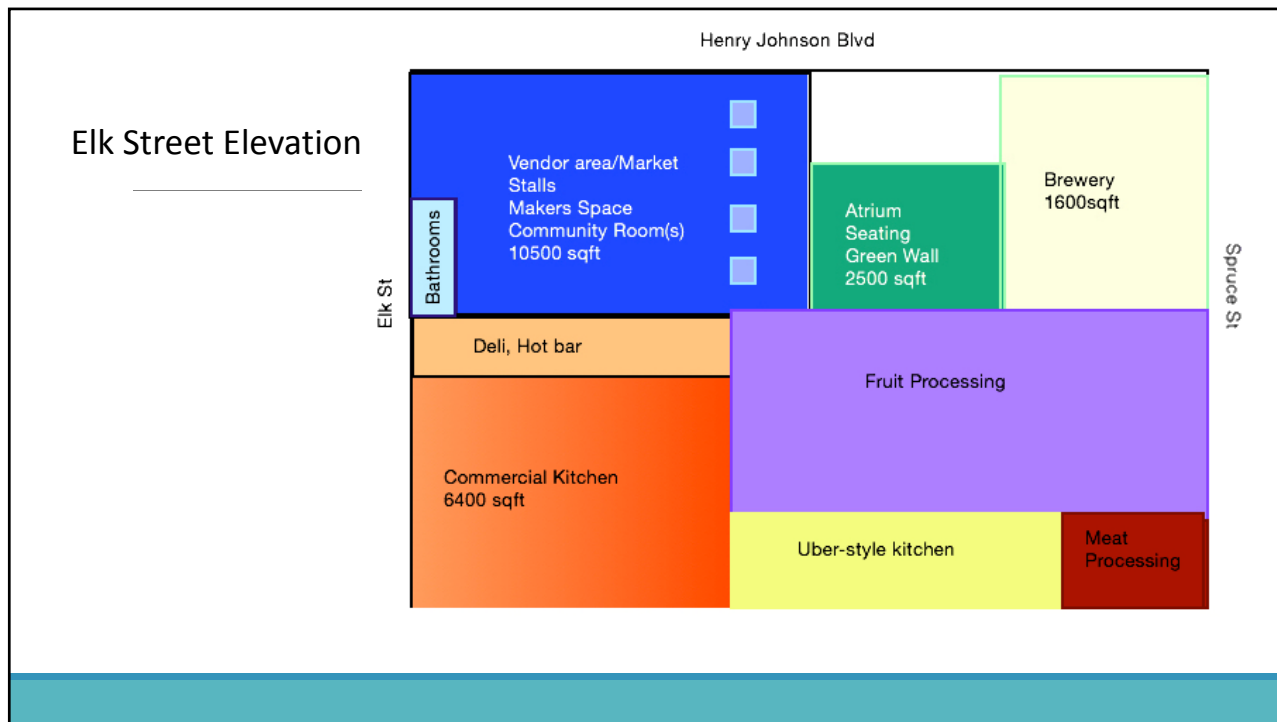 Henry Johnson Blvd
Elk Street Elevation
Vendor area/Market
Stalls
Makers Space
Community Room(s)
10500 sqft
Bathrooms
Elk St
Atrium
Seating
Green Wall
2500 sqft
Brewery
1600sqft
Spruce St
Deli, Hot bar
Fruit Processing
Commercial Kitchen
6400 sqft
Uber-style kitchen
Meat
Processing